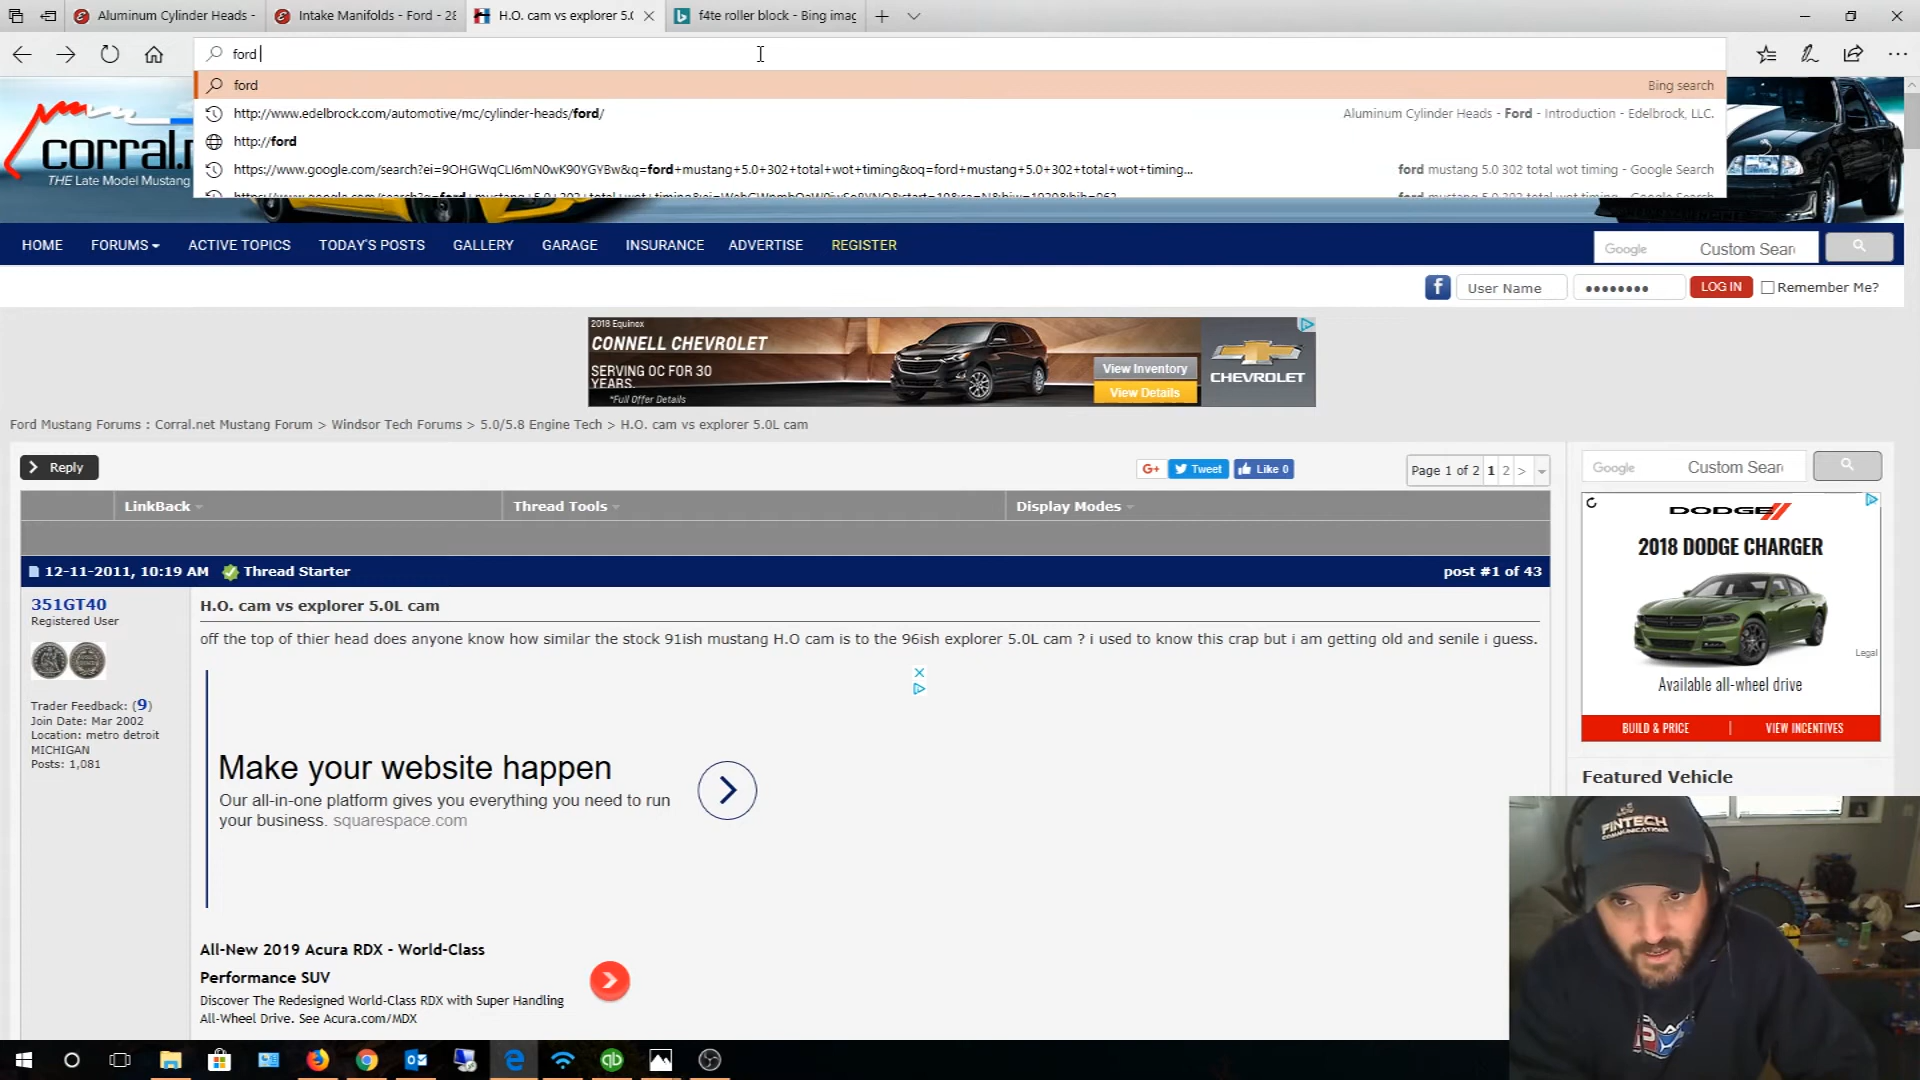 Aluminum Cylinder Heads -
Intake Manifolds - Ford - 28
H.O. cam vs explorer 5.0
f4te roller block - Bing imag
ford
ford
Bing search
http://www.edelbrock.com/automotive/mc/cylinder-heads/ford/
Aluminum Cylinder Heads - Ford - Introduction - Edelbrock, LLC.
http://ford
https://www.google.com/search?ei=9OHGWqCLI6mN0wK90YGYBw&q=ford+mustang+5.0+302+total+wot+timing&oq=ford+mustang+5.0+302+total+wot+timing...
ford mustang 5.0 302 total wot timing - Google Search
corral.
THE Late Model Mustang
HOME
FORUMS
ACTIVE TOPICS
TODAY'S POSTS
GALLERY
GARAGE
INSURANCE
ADVERTISE
REGISTER
Google
Custom Sear
f
User Name
LOG IN
Remember Me?
2018 Equinox
CONNELL CHEVROLET
SERVING OC FOR 30
YEARS.
*Full Offer Details
View Inventory
View Details
CHEVROLET
Ford Mustang Forums : Corral.net Mustang Forum > Windsor Tech Forums > 5.0/5.8 Engine Tech > H.O. cam vs explorer 5.0L cam
Reply
G+
Tweet
Like 0
Page 1 of 2
1
2
>
Google
Custom Sear
LinkBack
Thread Tools
Display Modes
12-11-2011, 10:19 AM
Thread Starter
post #1 of 43
351GT40
Registered User
Trader Feedback: (9)
Join Date: Mar 2002
Location: metro detroit
MICHIGAN
Posts: 1,081
H.O. cam vs explorer 5.0L cam
off the top of thier head does anyone know how similar the stock 91ish mustang H.O cam is to the 96ish explorer 5.0L cam ? i used to know this crap but i am getting old and senile i guess.
Make your website happen
Our all-in-one platform gives you everything you need to run
your business. squarespace.com
All-New 2019 Acura RDX - World-Class
Performance SUV
Discover The Redesigned World-Class RDX with Super Handling
All-Wheel Drive. See Acura.com/MDX
DODGE
2018 DODGE CHARGER
Legal
Available all-wheel drive
BUILD & PRICE
VIEW INCENTIVES
Featured Vehicle
FINTECH
COMMUNICATIONS